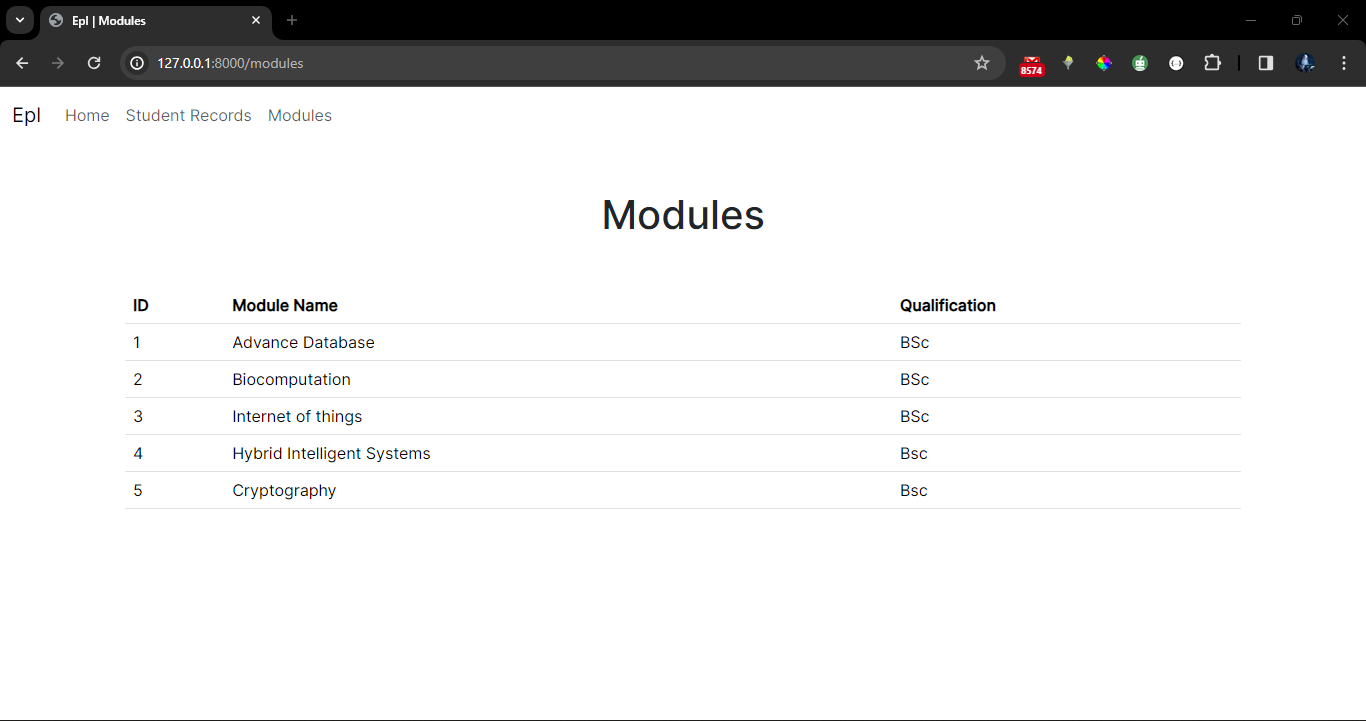 Epl | Modules
127.0.0.1:8000/modules
8574
Epl Home Student Records Modules
Modules
ID Module Name Qualification
1 Advance Database BSc
2 Biocomputation BSc
3 Internet of things BSc
4 Hybrid Intelligent Systems Bsc
5 Cryptography Bsc